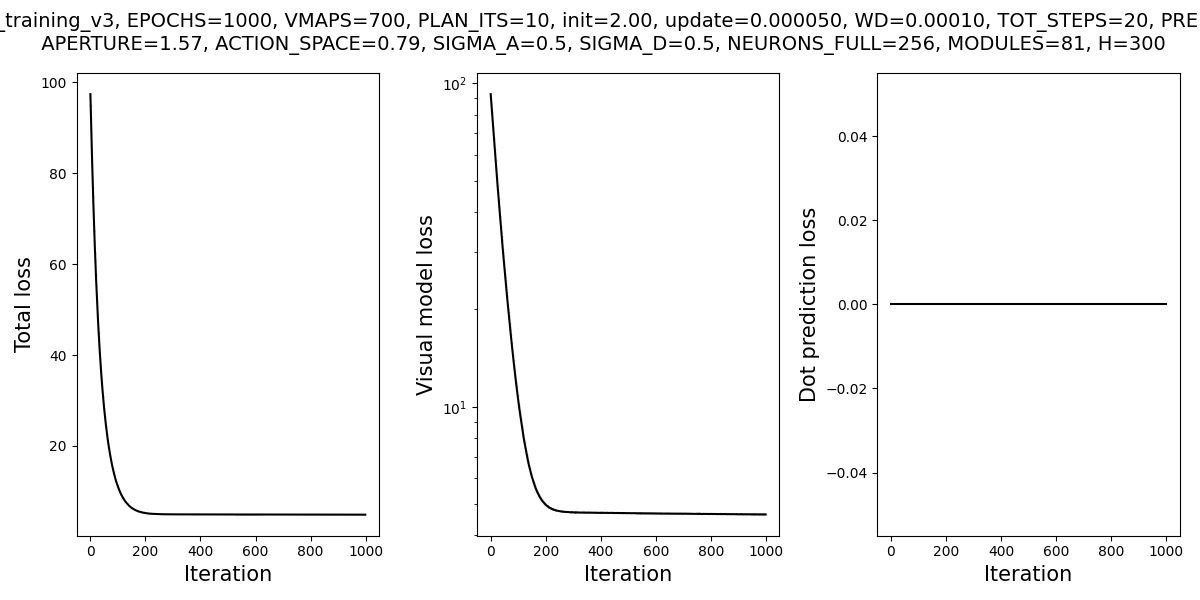 _training_v3, EPOCHS=1000, VMAPS=700, PLAN_ITS=10, init=2.00, update=0.000050, WD=0.00010, TOT_STEPS=20, PRE
APERTURE=1.57, ACTION_SPACE=0.79, SIGMA_A=0.5, SIGMA_D=0.5, NEURONS_FULL=256, MODULES=81, H=300
Total loss
100
80
60
40
20
0 200 400 600 800 1000
Iteration
Visual model loss
10²
10¹
0 200 400 600 800 1000
Iteration
Dot prediction loss
0.04
0.02
0.00
−0.02
−0.04
0 200 400 600 800 1000
Iteration